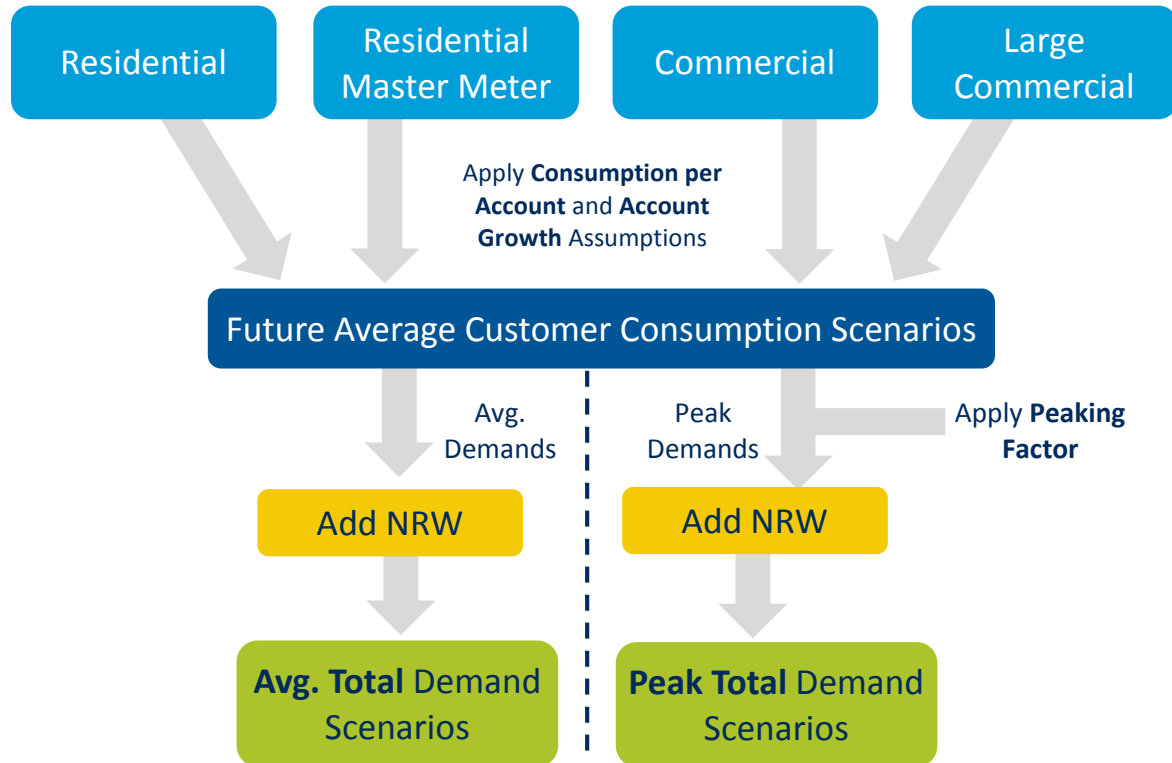 Residential
Residential
Master Meter
Commercial
Large
Commercial
Apply Consumption per
Account and Account
Growth Assumptions
Future Average Customer Consumption Scenarios
Avg.
Demands
Peak
Demands
Apply Peaking
Factor
Add NRW
Add NRW
Avg. Total Demand
Scenarios
Peak Total Demand
Scenarios